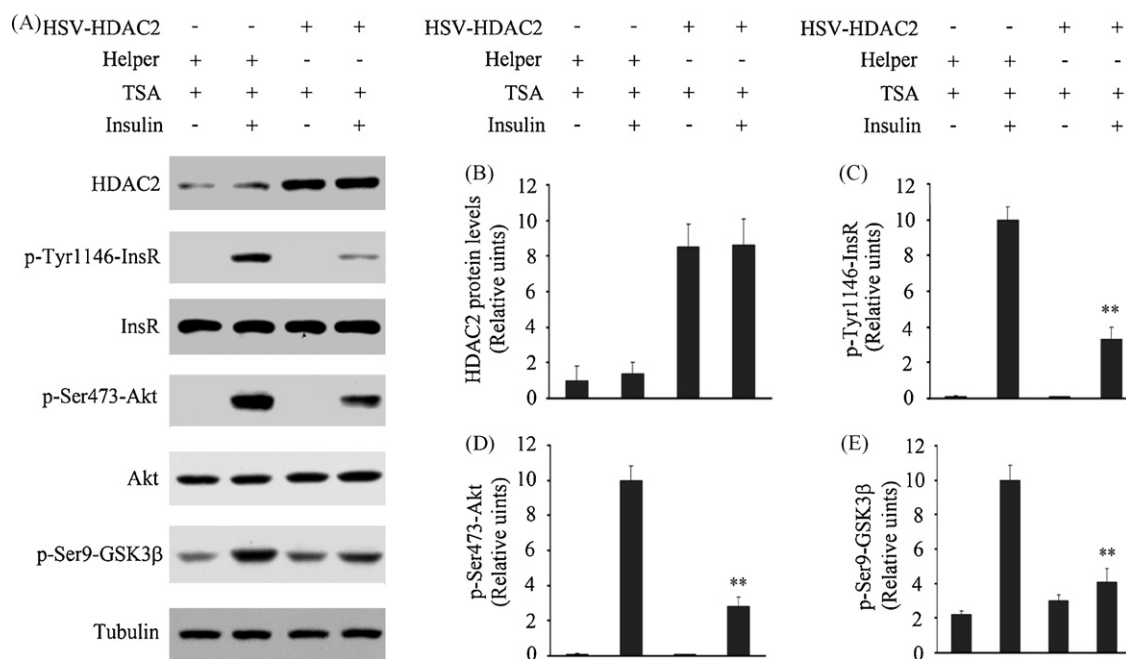 (A) HSV-HDAC2 - - + +
Helper + + - -
TSA + + + +
Insulin - + - +
HDAC2
p-Tyr1146-InsR
InsR
p-Ser473-Akt
Akt
p-Ser9-GSK3β
Tubulin
HSV-HDAC2 - - + +
Helper + + - -
TSA + + + +
Insulin - + - +
(B)
HDAC2 protein levels
(Relative uints)
12
10
8
6
4
2
0
HSV-HDAC2 - - + +
Helper + + - -
TSA + + + +
Insulin - + - +
(C)
p-Tyr1146-InsR
(Relative uints)
12
10
8
6
4
2
0
**
(D)
p-Ser473-Akt
(Relative uints)
12
10
8
6
4
2
0
**
(E)
p-Ser9-GSK3β
(Relative uints)
12
10
8
6
4
2
0
**